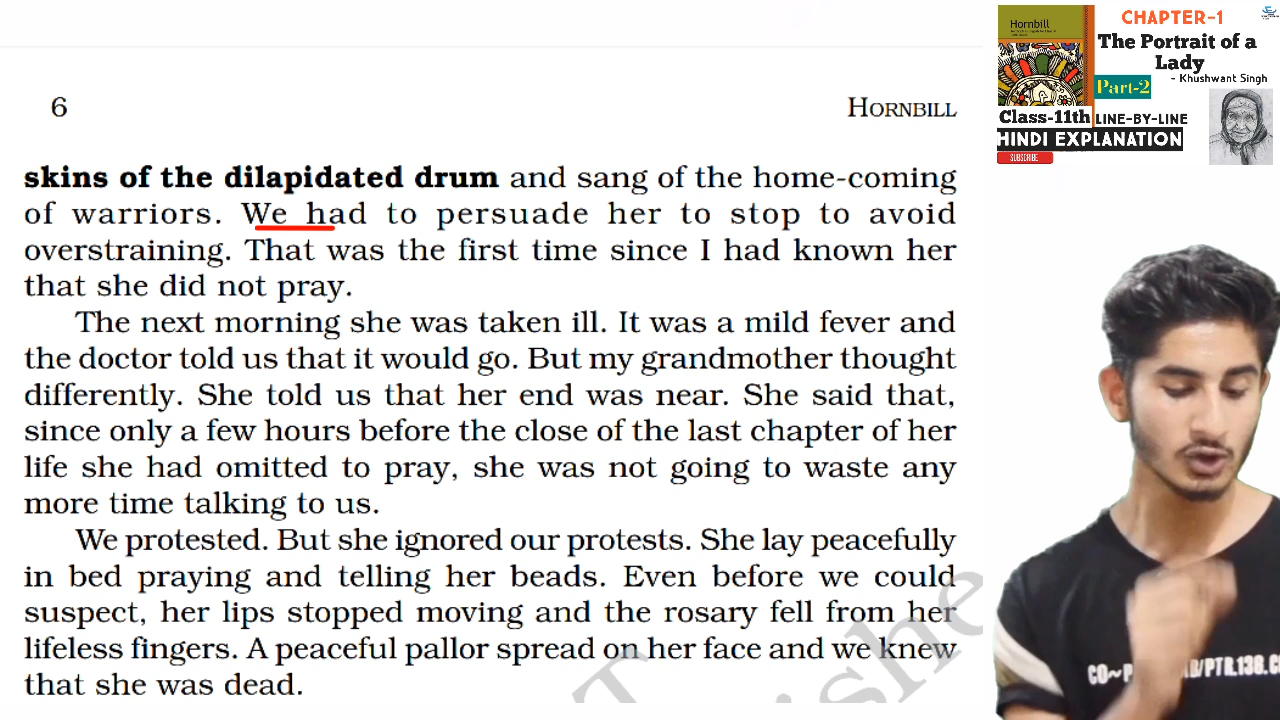 6
HORNBILL
skins of the dilapidated drum and sang of the home-coming
of warriors. We had to persuade her to stop to avoid
overstraining. That was the first time since I had known her
that she did not pray.
The next morning she was taken ill. It was a mild fever and
the doctor told us that it would go. But my grandmother thought
differently. She told us that her end was near. She said that,
since only a few hours before the close of the last chapter of her
life she had omitted to pray, she was not going to waste any
more time talking to us.
We protested. But she ignored our protests. She lay peacefully
in bed praying and telling her beads. Even before we could
suspect, her lips stopped moving and the rosary fell from her
lifeless fingers. A peaceful pallor spread on her face and we knew
that she was dead.
Hornbill
CHAPTER-1
The Portrait of a
Lady
- Khushwant Singh
Part-2
Class-11th LINE-BY-LINE
HINDI EXPLANATION
SUBSCRIBE